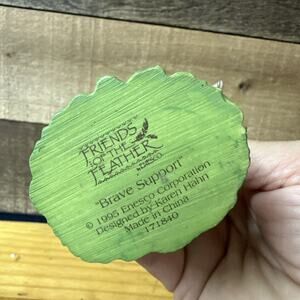 FRIENDS
OF THE
FEATHER
ENESCO
"Brave Support"
© 1995 Enesco Corporation
Designed by Karen Hahn
Made in China
171840